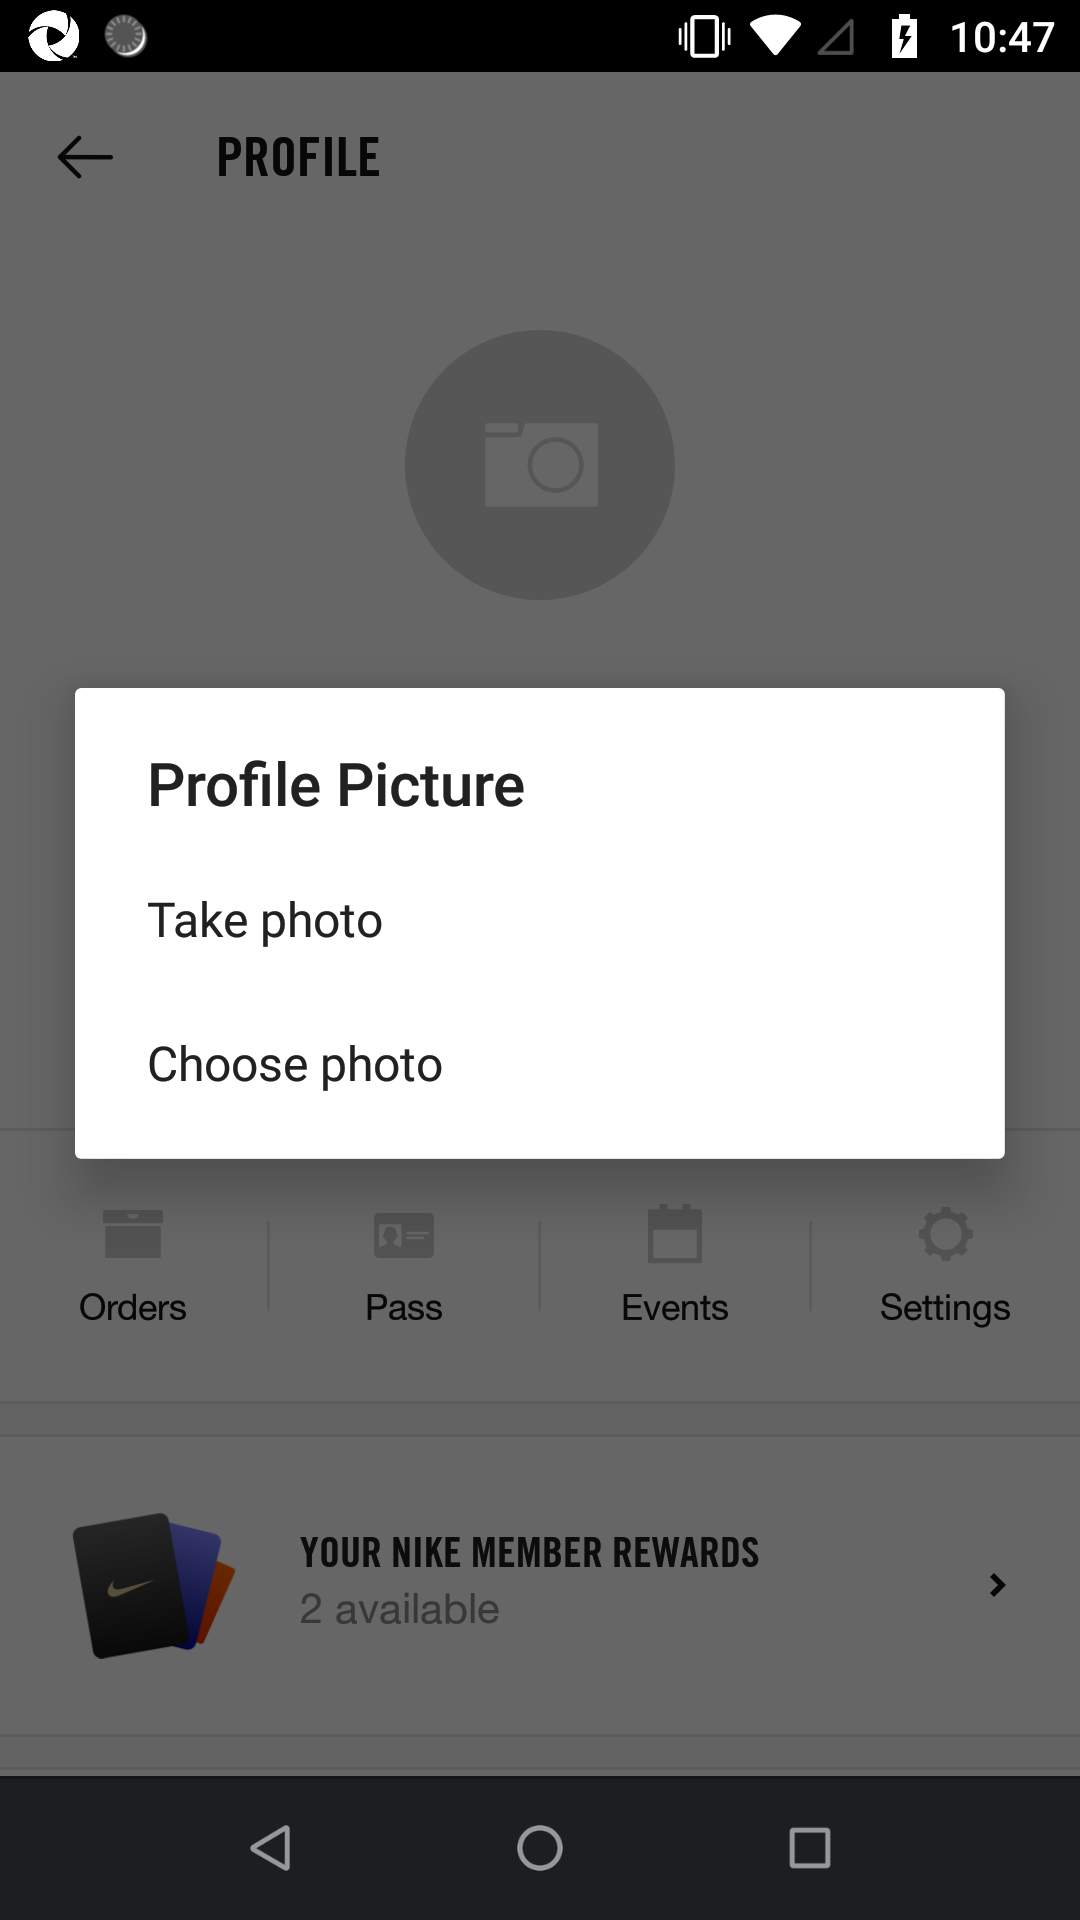 10:47
PROFILE
Profile Picture
Take photo
Choose photo
Orders
Pass
Events
Settings
YOUR NIKE MEMBER REWARDS
2 available